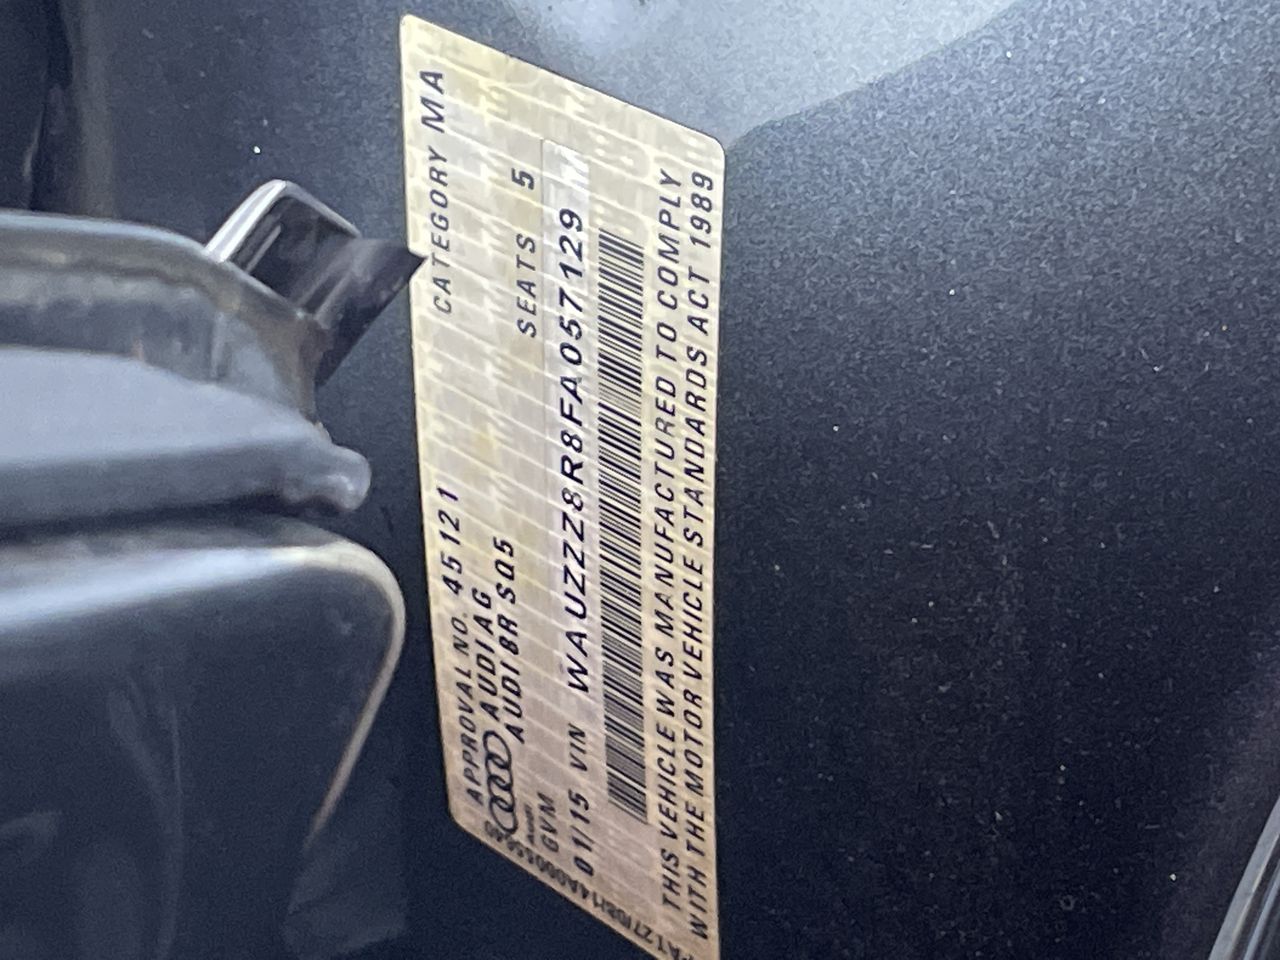 APPROVAL NO. 45121 CATEGORY MA
AUDI AG
AUDI 8R SQ5 SEATS 5
Audi
GVM
01/15 VIN WAUZZZ8R8FA057129
THIS VEHICLE WAS MANUFACTURED TO COMPLY
WITH THE MOTOR VEHICLE STANDARDS ACT 1989